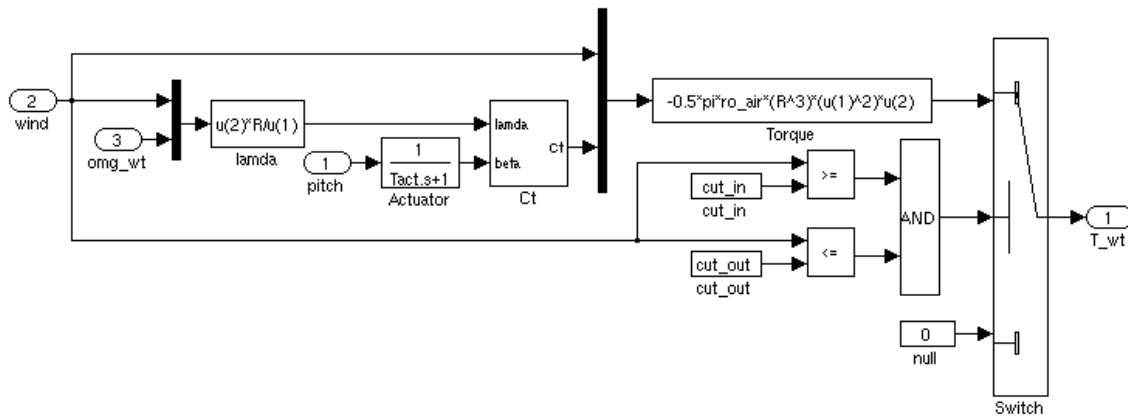 2
wind
3
omg_wt
u(2)*R/u(1)
lamda
1
pitch
1
Tact.s+1
Actuator
lamda
beta
ct
Ct
-0.5*pi*ro_air*(R^3)*(u(1)^2)*u(2)
Torque
cut_in
cut_in
>=
cut_out
cut_out
<=
AND
0
null
Switch
1
T_wt